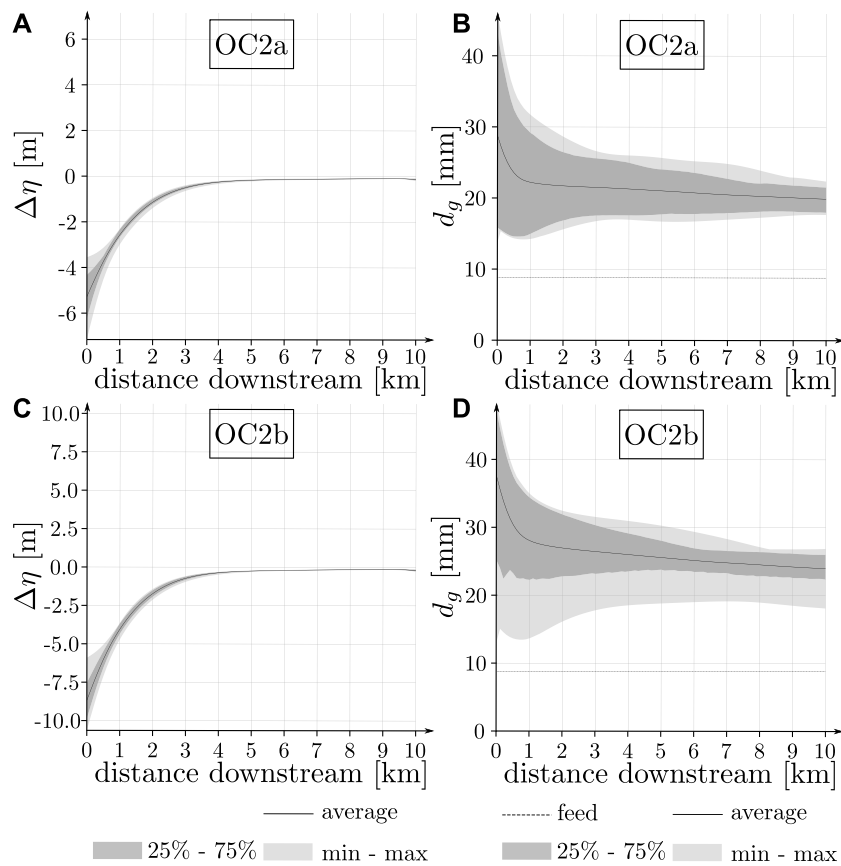 A
OC2a
6
4
2
0
-2
-4
-6
Δη [m]
0 1 2 3 4 5 6 7 8 9 10
distance downstream [km]
B
OC2a
40
30
20
10
0
d_g [mm]
0 1 2 3 4 5 6 7 8 9 10
distance downstream [km]
C
OC2b
10.0
7.5
5.0
2.5
0.0
-2.5
-5.0
-7.5
-10.0
Δη [m]
0 1 2 3 4 5 6 7 8 9 10
distance downstream [km]
D
OC2b
40
30
20
10
0
d_g [mm]
0 1 2 3 4 5 6 7 8 9 10
distance downstream [km]
average
25% - 75% min - max
feed average
25% - 75% min - max